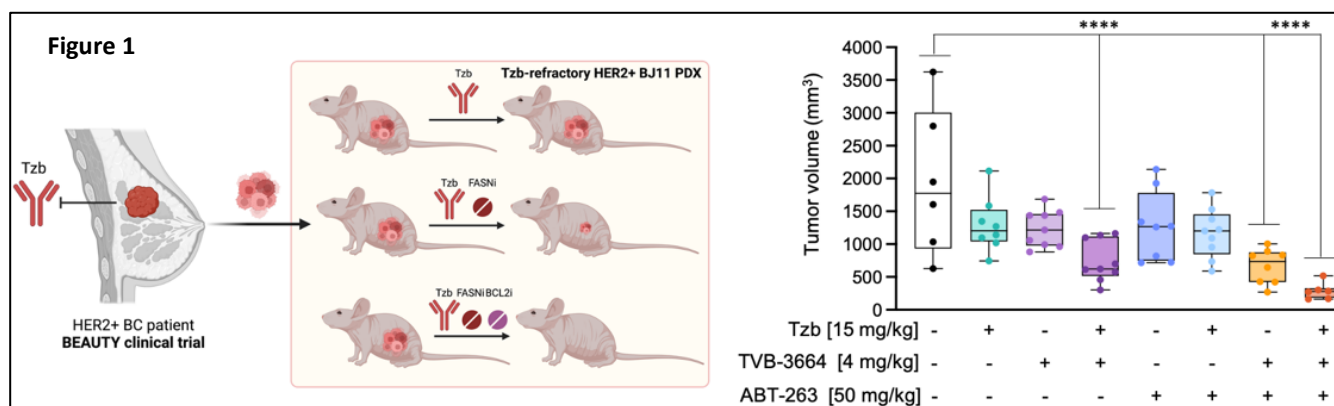 Figure 1
Tzb
HER2+ BC patient
BEAUTY clinical trial
Tzb-refractory HER2+ BJ11 PDX
Tzb
Tzb FASNi
Tzb FASNi BCL2i
**** ****
Tumor volume (mm³)
4000
3500
3000
2500
2000
1500
1000
500
0
Tzb [15 mg/kg] - + - + - + - +
TVB-3664 [4 mg/kg] - - + + - - + +
ABT-263 [50 mg/kg] - - - - + + + +